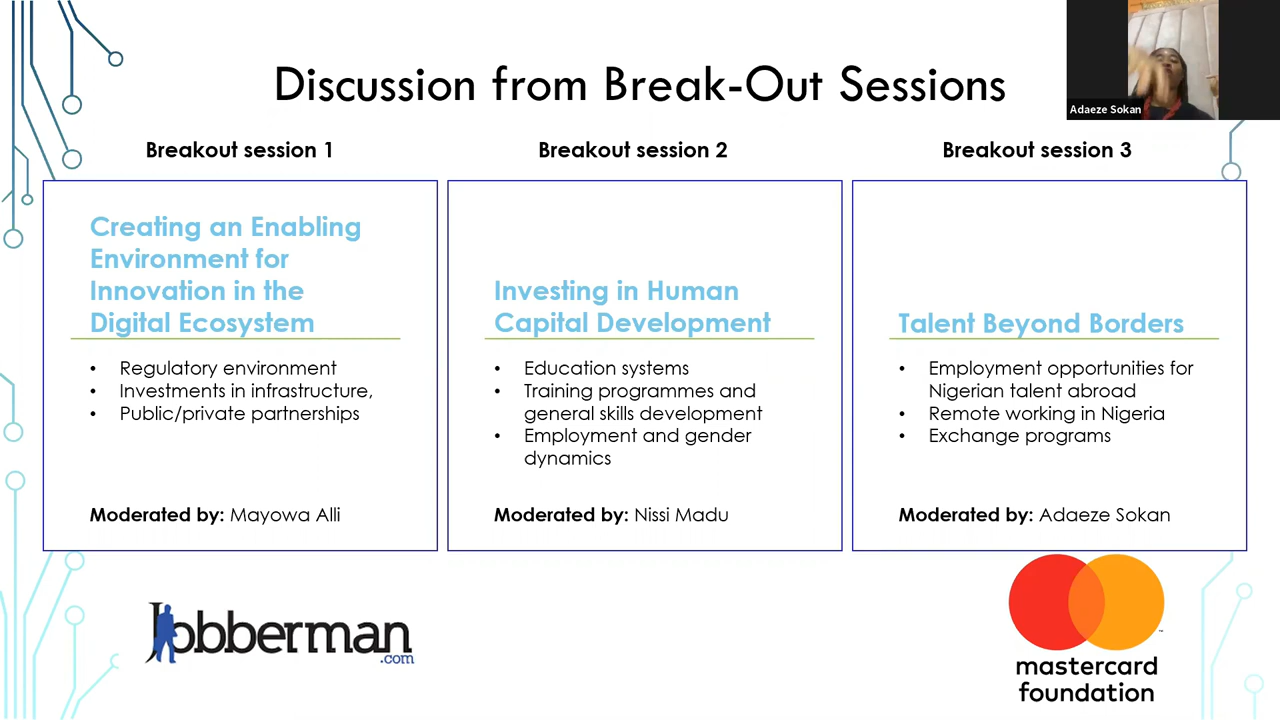 Discussion from Break-Out Sessions
Adaeze Sokan
Breakout session 1
Creating an Enabling
Environment for
Innovation in the
Digital Ecosystem
• Regulatory environment
• Investments in infrastructure,
• Public/private partnerships
Moderated by: Mayowa Alli
Breakout session 2
Investing in Human
Capital Development
• Education systems
• Training programmes and
general skills development
• Employment and gender
dynamics
Moderated by: Nissi Madu
Breakout session 3
Talent Beyond Borders
• Employment opportunities for
Nigerian talent abroad
• Remote working in Nigeria
• Exchange programs
Moderated by: Adaeze Sokan
Jobberman
.com
mastercard
foundation